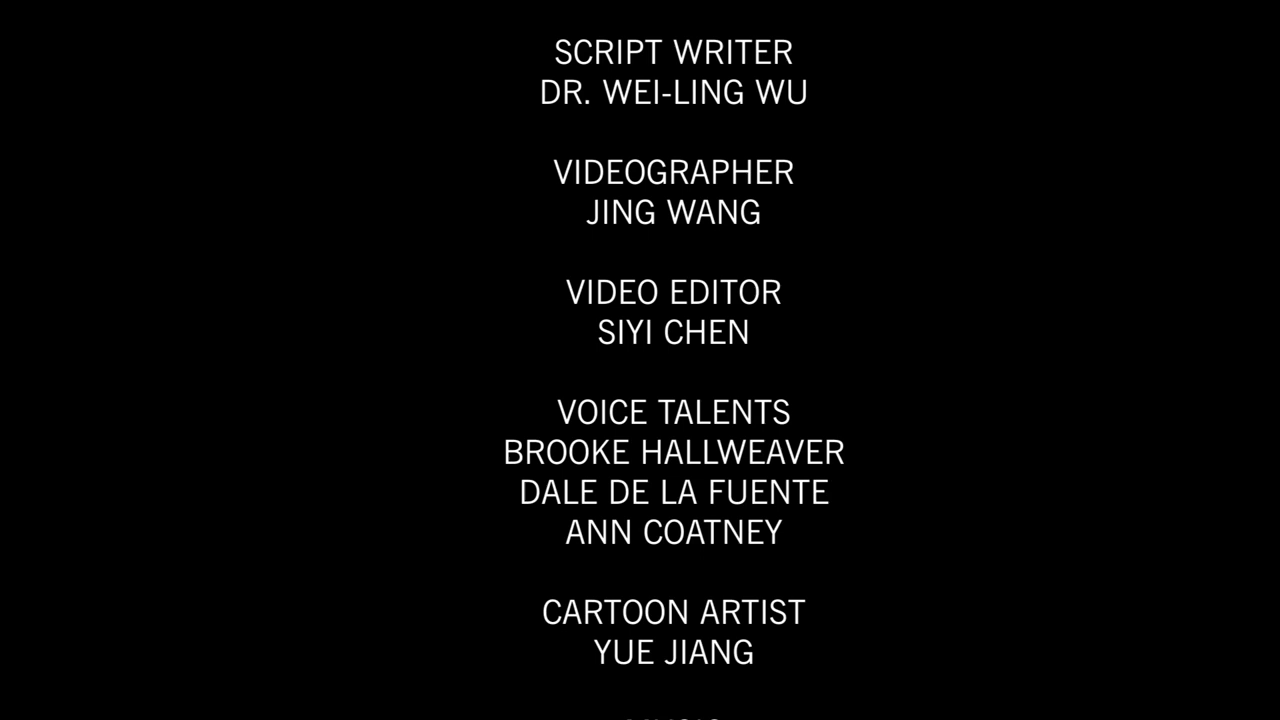 SCRIPT WRITER
DR. WEI-LING WU
VIDEOGRAPHER
JING WANG
VIDEO EDITOR
SIYI CHEN
VOICE TALENTS
BROOKE HALLWEAVER
DALE DE LA FUENTE
ANN COATNEY
CARTOON ARTIST
YUE JIANG